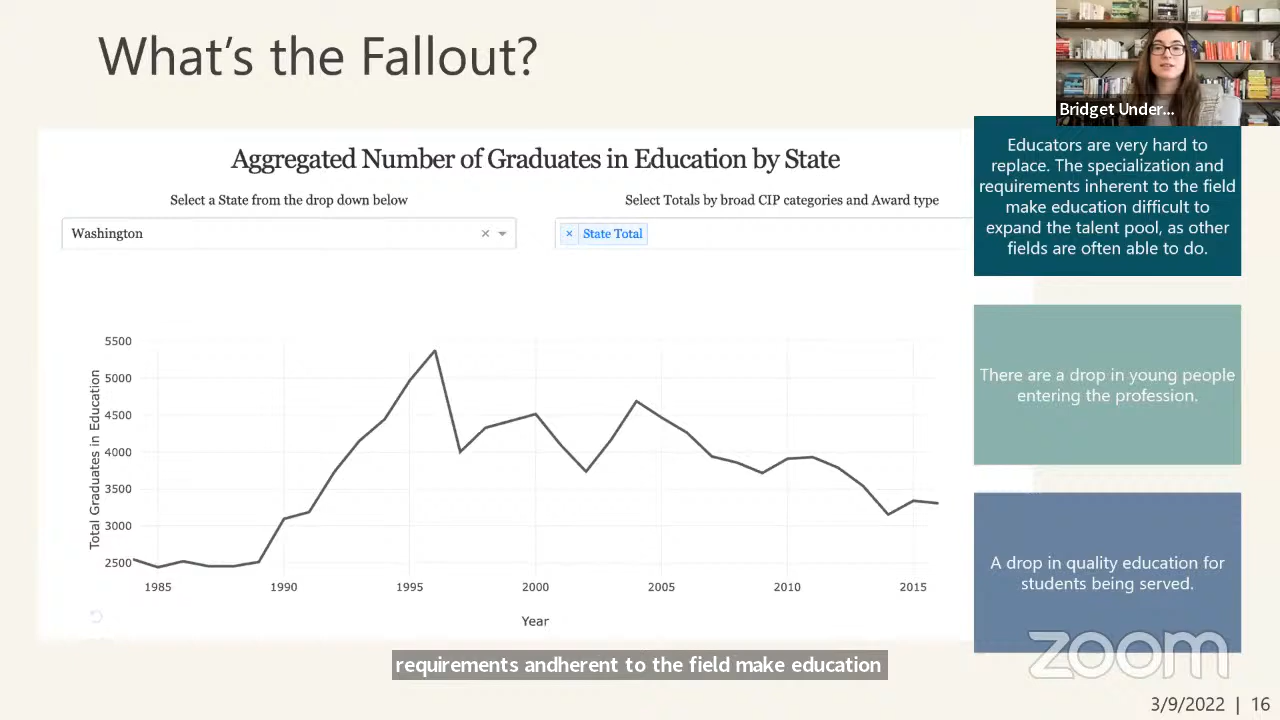 What's the Fallout?
Bridget Under...
Aggregated Number of Graduates in Education by State
Select a State from the drop down below
Select Totals by broad CIP categories and Award type
Washington
× State Total
Total Graduates in Education
5500
5000
4500
4000
3500
3000
2500
1985
1990
1995
2000
2005
2010
2015
Year
Educators are very hard to
replace. The specialization and
requirements inherent to the field
make education difficult to
expand the talent pool, as other
fields are often able to do.
There are a drop in young people
entering the profession.
A drop in quality education for
students being served.
zoom
requirements andherent to the field make education
3/9/2022 | 16